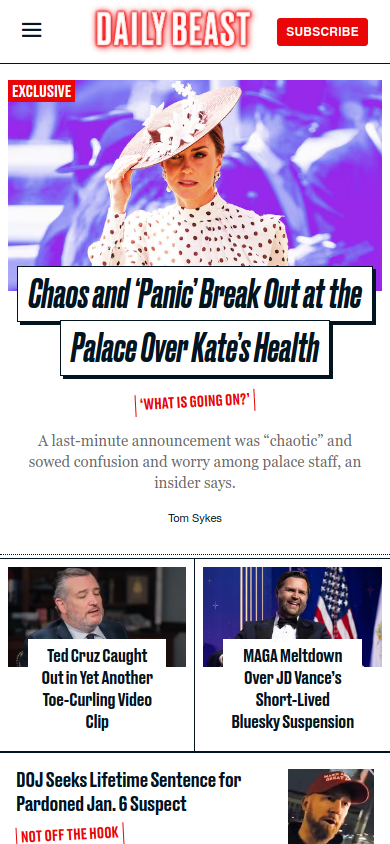 DAILY BEAST
SUBSCRIBE
EXCLUSIVE
Chaos and ‘Panic’ Break Out at the
Palace Over Kate’s Health
‘WHAT IS GOING ON?’
A last-minute announcement was “chaotic” and
sowed confusion and worry among palace staff, an
insider says.
Tom Sykes
Ted Cruz Caught
Out in Yet Another
Toe-Curling Video
Clip
MAGA Meltdown
Over JD Vance’s
Short-Lived
Bluesky Suspension
DOJ Seeks Lifetime Sentence for
Pardoned Jan. 6 Suspect
NOT OFF THE HOOK